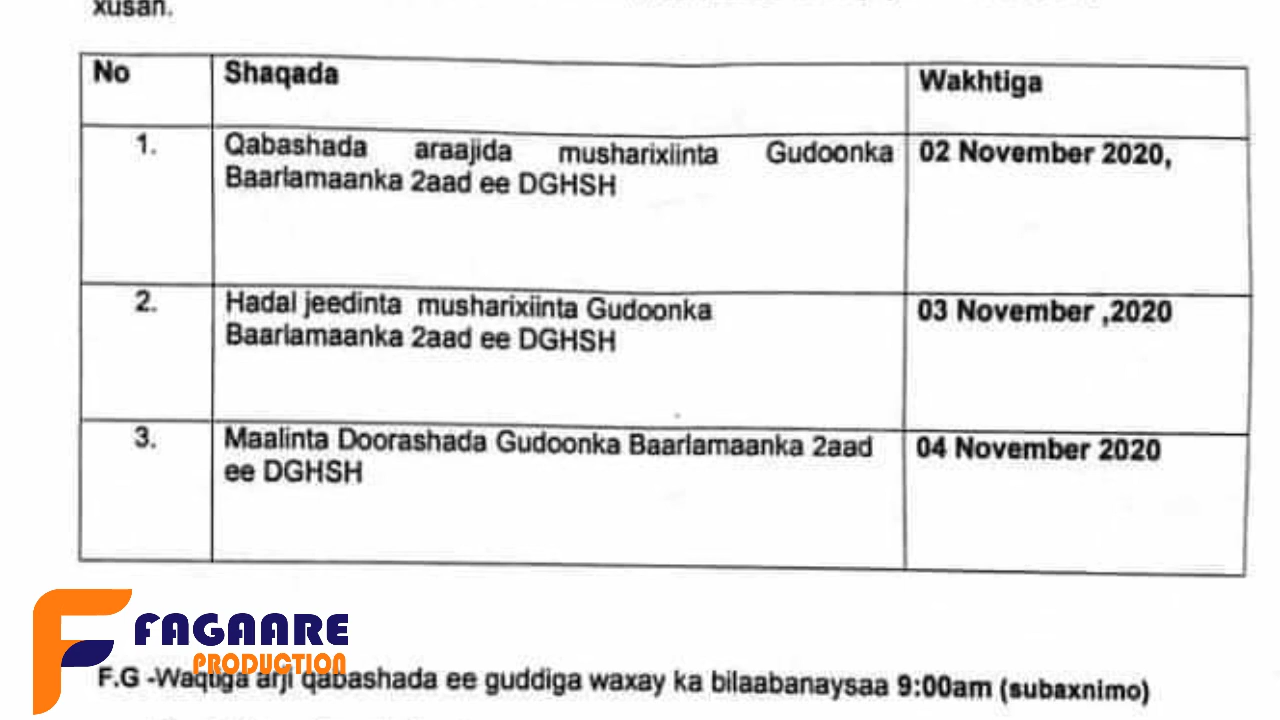 xusan.
No Shaqada Wakhtiga
1. Qabashada araajida musharixiinta Gudoonka 02 November 2020,
Baarlamaanka 2aad ee DGHSH
2. Hadal jeedinta musharixiinta Gudoonka 03 November ,2020
Baarlamaanka 2aad ee DGHSH
3. Maalinta Doorashada Gudoonka Baarlamaanka 2aad 04 November 2020
ee DGHSH
FAGAARE
PRODUCTION
F.G -Waqtiga arji qabashada ee guddiga waxay ka bilaabanaysaa 9:00am (subaxnimo)